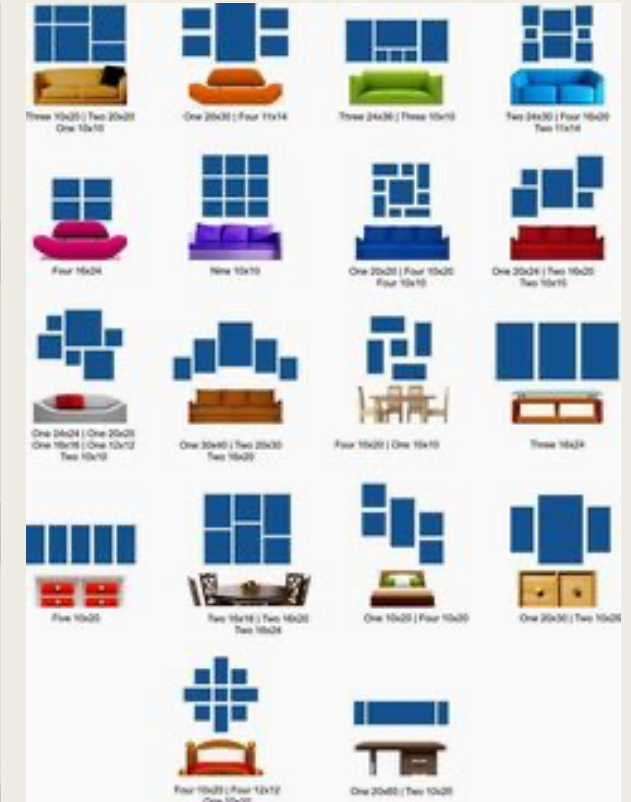 Three 10x20 | Two 20x20
One 10x10
One 20x30 | Four 11x14
Three 24x36 | Three 10x10
Two 24x30 | Four 16x20
Two 11x14
Four 16x24
Nine 10x10
One 20x20 | Four 10x20
Four 10x10
One 20x24 | Two 16x20
Two 10x15
One 24x24 | One 20x20
One 16x16 | One 12x12
Two 10x10
One 30x40 | Two 20x30
Two 16x20
Four 10x20 | One 10x10
Three 16x24
Five 10x20
Two 16x16 | Two 16x20
Two 16x24
One 10x20 | Four 10x20
One 20x30 | Two 10x20
Four 10x20 | Four 12x12
One 20x60 | Two 10x20